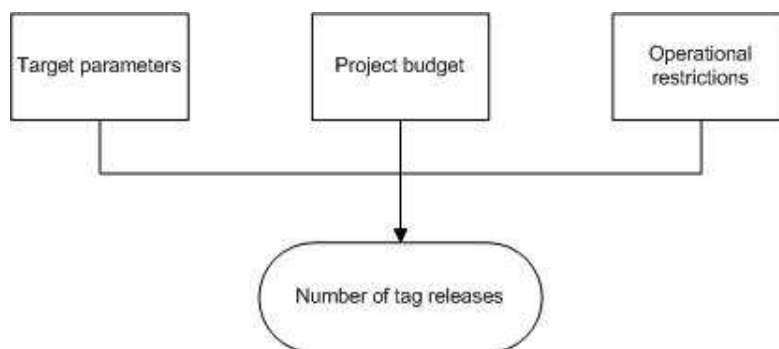 Target parameters
Project budget
Operational
restrictions
Number of tag releases